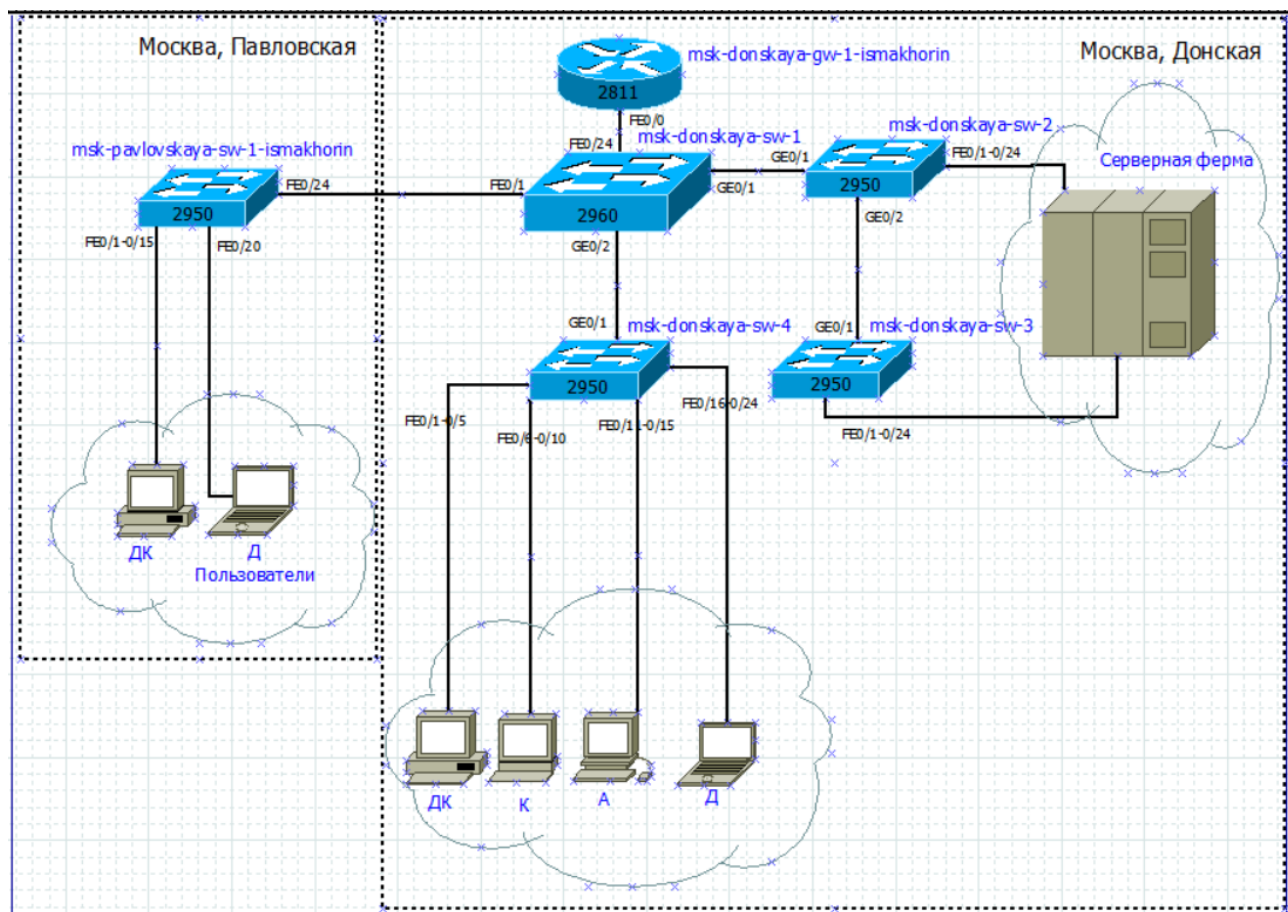 Москва, Павловская
msk-pavlovskaya-sw-1-ismakhorin
FE0/24
2950
FE0/1-0/15
FE0/20
ДК
Д
Пользователи
Москва, Донская
msk-donskaya-gw-1-ismakhorin
2811
FE0/0
FE0/24
msk-donskaya-sw-1
FE0/1
GE0/1
2960
GE0/2
msk-donskaya-sw-2
GE0/1
FE0/1-0/24
2950
GE0/2
Серверная ферма
GE0/1
msk-donskaya-sw-4
2950
GE0/1
msk-donskaya-sw-3
2950
FE0/1-0/24
FE0/1-0/5
FE0/6-0/10
FE0/11-0/15
FE0/16-0/24
ДК
К
А
Д